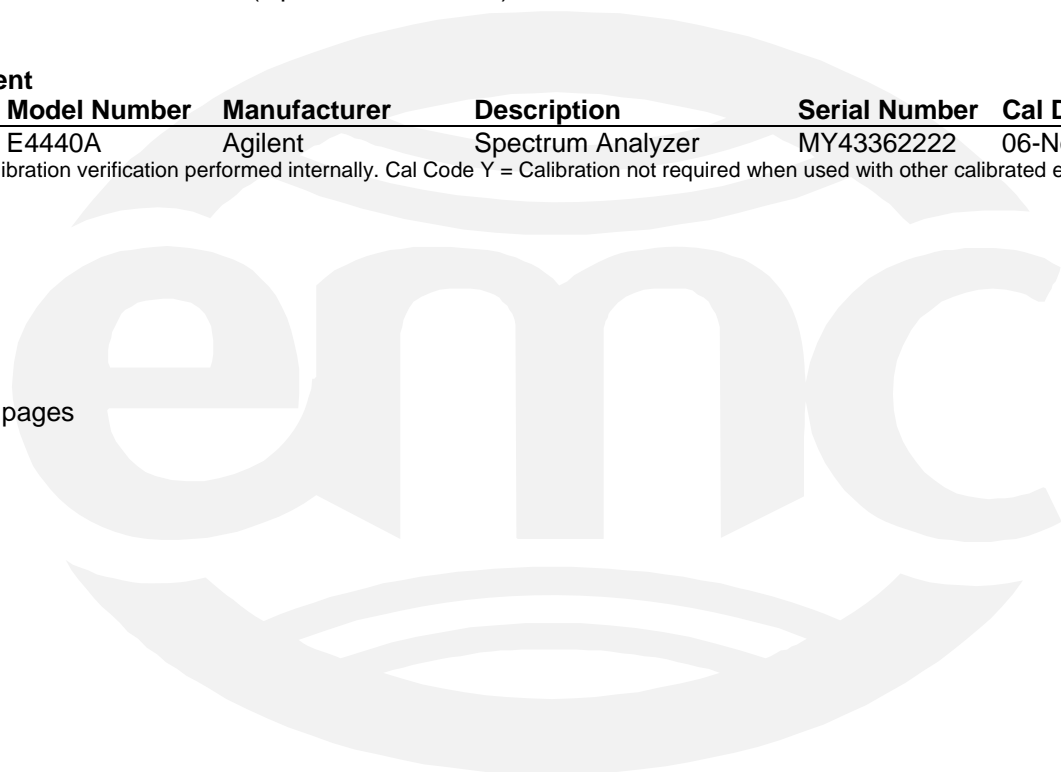 ent
Model Number Manufacturer Description Serial Number Cal D
E4440A Agilent Spectrum Analyzer MY43362222 06-N
ibration verification performed internally. Cal Code Y = Calibration not required when used with other calibrated e
emc
pages